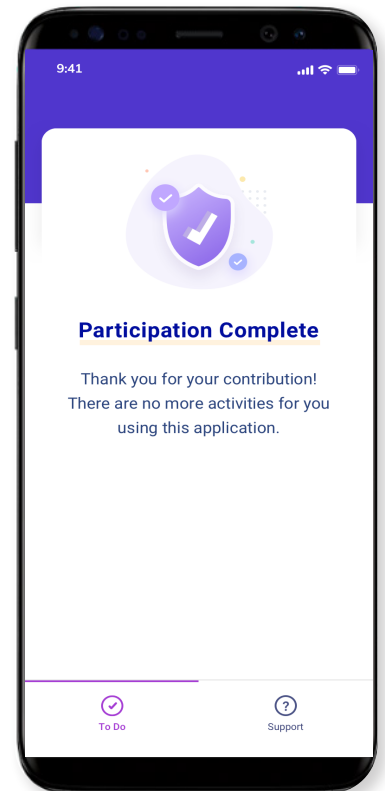 9:41
Participation Complete
Thank you for your contribution!
There are no more activities for you
using this application.
To Do
?
Support